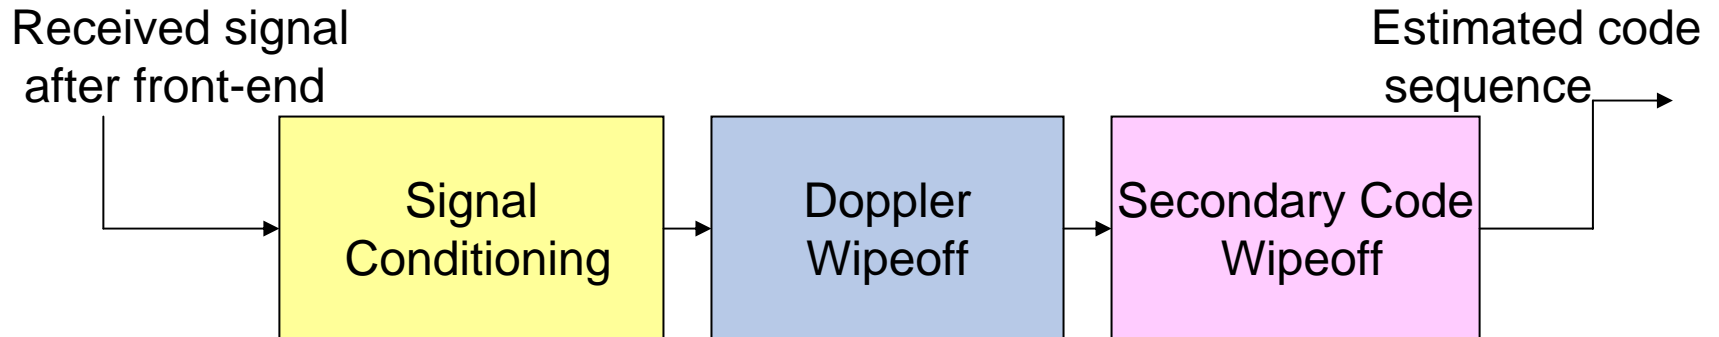 Received signal
after front-end
Estimated code
sequence
Signal
Conditioning
Doppler
Wipeoff
Secondary Code
Wipeoff